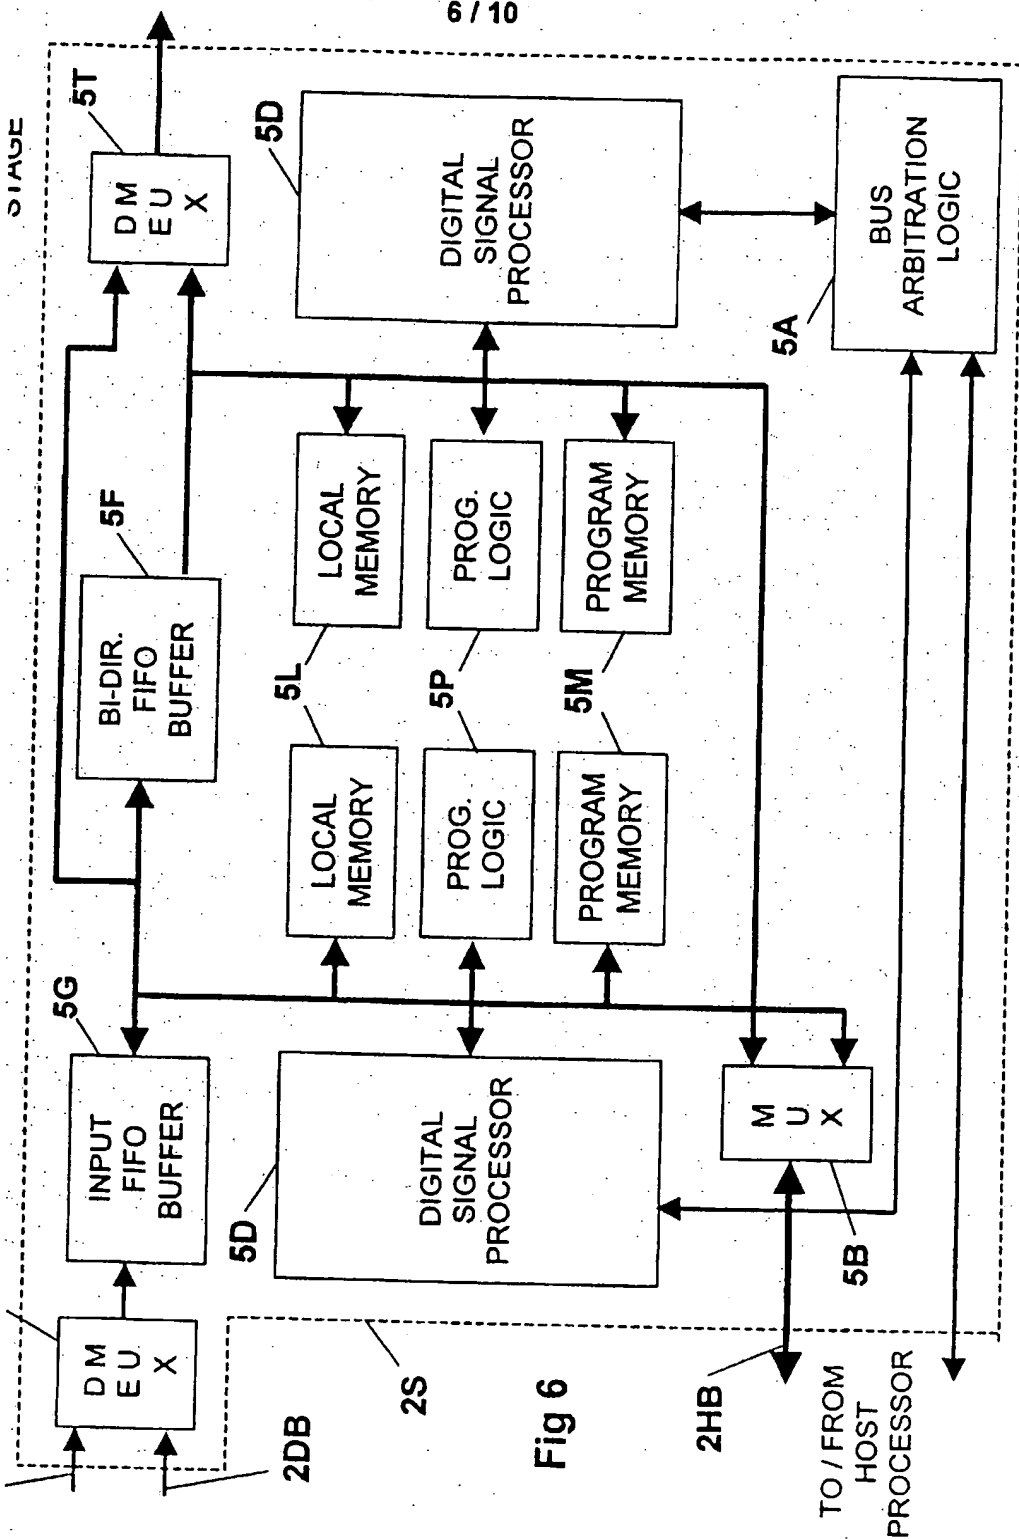 6 / 10
STAGE
5T
D M
E U
X
5D
DIGITAL
SIGNAL
PROCESSOR
BUS
ARBITRATION
LOGIC
5A
5F
BI-DIR.
FIFO
BUFFER
LOCAL
MEMORY
PROG.
LOGIC
PROGRAM
MEMORY
5L
5P
5M
LOCAL
MEMORY
PROG.
LOGIC
PROGRAM
MEMORY
5G
INPUT
FIFO
BUFFER
5D
DIGITAL
SIGNAL
PROCESSOR
M
U
X
5B
D M
E U.
X
2DB
2S
Fig 6
2HB
TO / FROM
HOST
PROCESSOR